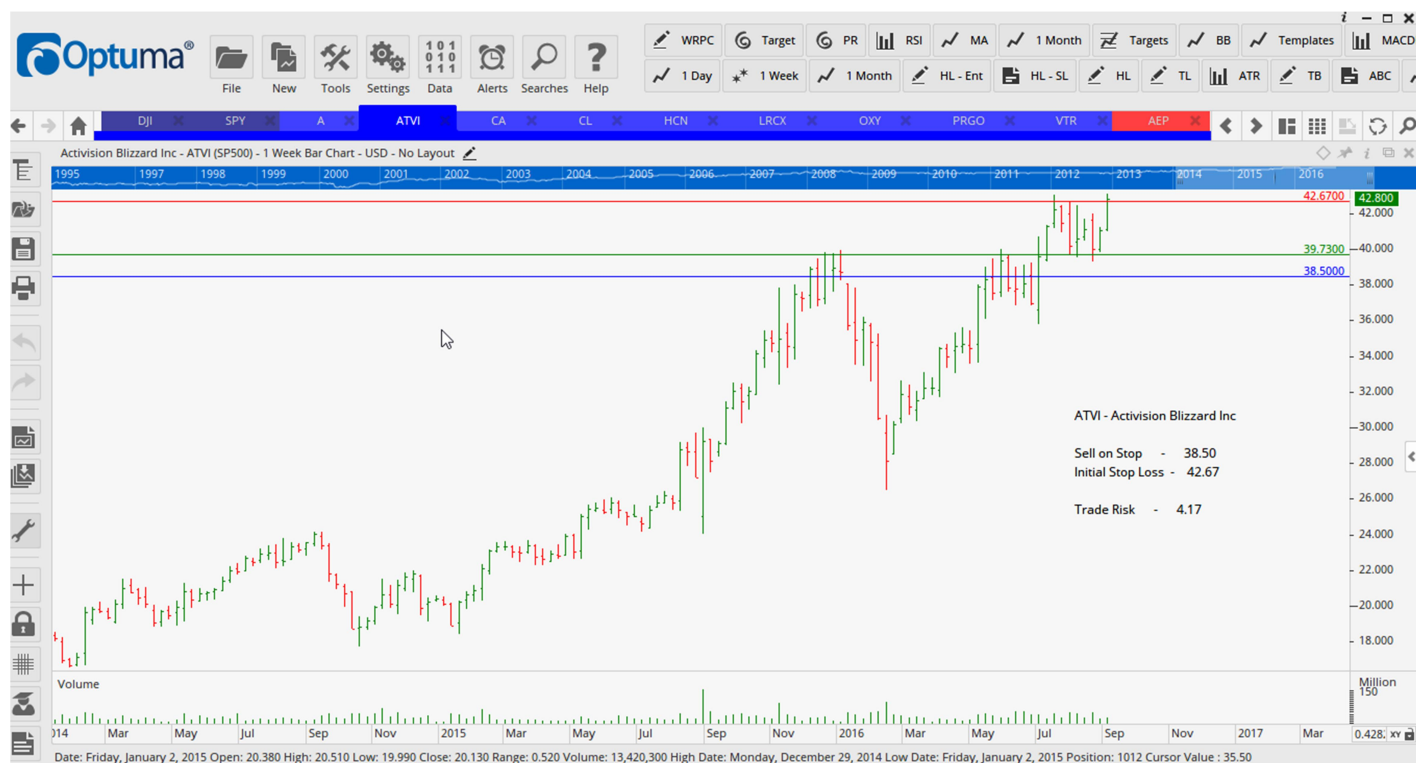 i
Optuma®
File New Tools Settings Data Alerts Searches Help
101
010
111
WRPC Target PR RSI MA 1 Month Targets BB Templates MACD
1 Day 1 Week 1 Month HL - Ent HL - SL HL TL ATR TB ABC
DJI SPY A ATVI CA CL HCN LRCX OXY PRGO VTR AEP
Activision Blizzard Inc - ATVI (SP500) - 1 Week Bar Chart - USD - No Layout
1995 1997 1998 1999 2000 2001 2002 2003 2004 2005 2006 2007 2008 2009 2010 2011 2012 2013 2014 2015 2016
42.6700 42.800
42.000
39.7300 40.000
38.5000
38.000
36.000
34.000
32.000
ATVI - Activision Blizzard Inc
30.000
Sell on Stop - 38.50
28.000
Initial Stop Loss - 42.67
26.000
Trade Risk - 4.17
24.000
22.000
20.000
18.000
Volume Million
150
014 Mar May Jul Sep Nov 2015 Mar May Jul Sep Nov 2016 Mar May Jul Sep Nov 2017 Mar 0.428: XY
Date: Friday, January 2, 2015 Open: 20.380 High: 20.510 Low: 19.990 Close: 20.130 Range: 0.520 Volume: 13,420,300 High Date: Monday, December 29, 2014 Low Date: Friday, January 2, 2015 Position: 1012 Cursor Value : 35.50